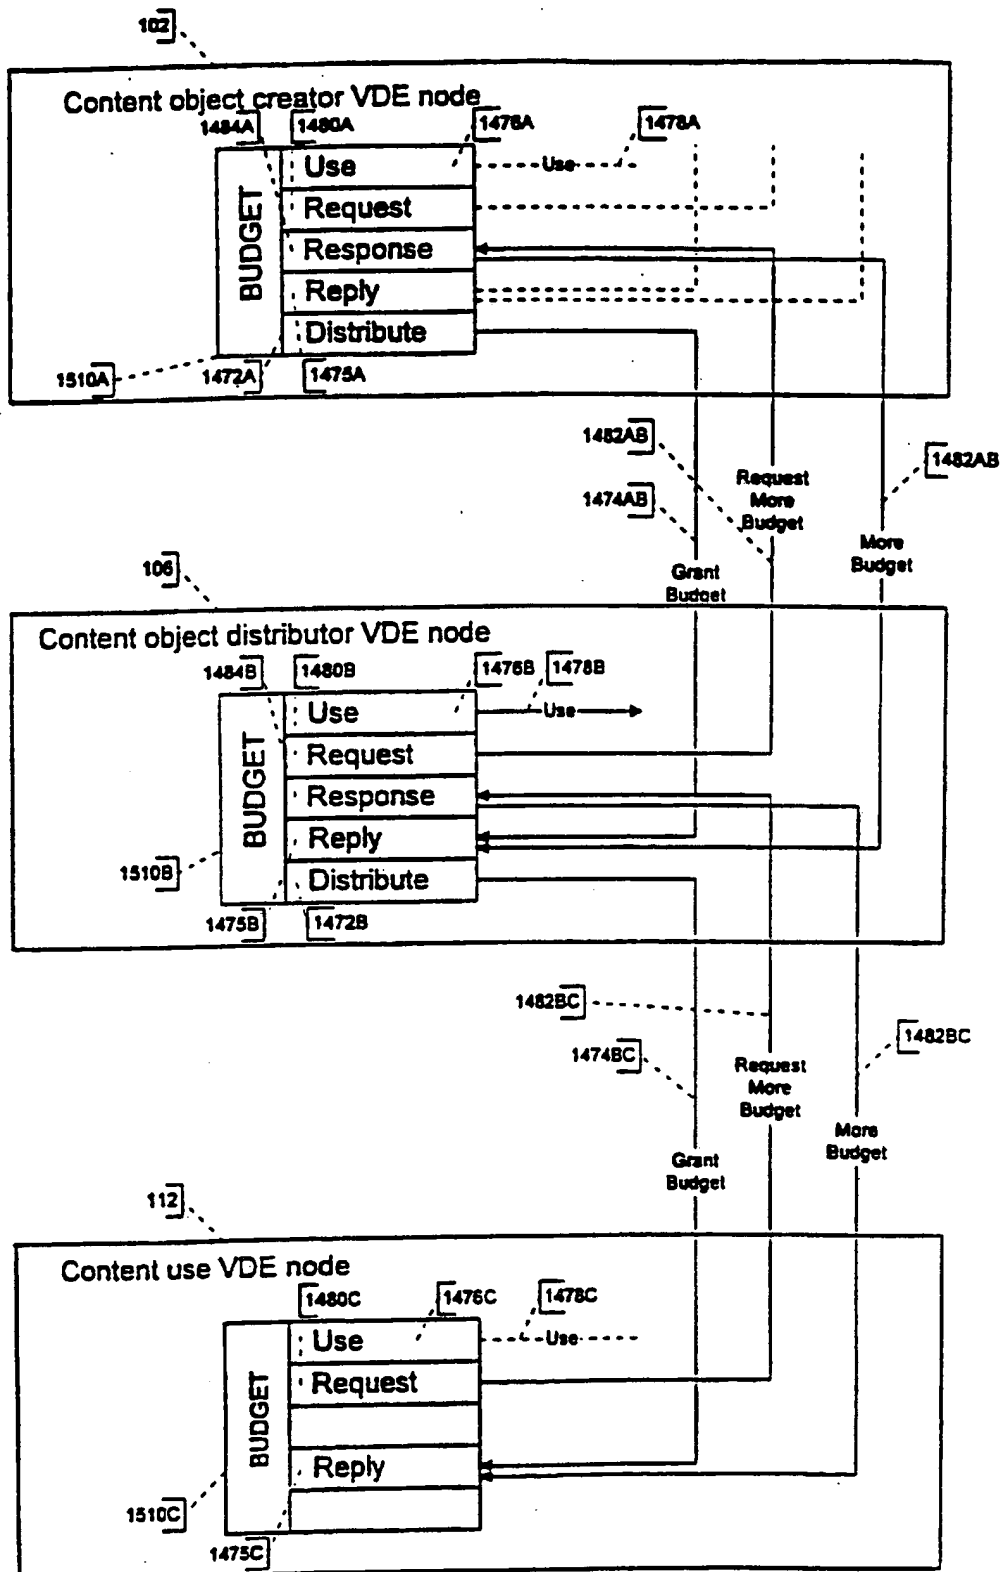 102
Content object creator VDE node
1484A
1480A
1476A
1478A
BUDGET
Use
Use
Request
Response
Reply
Distribute
1510A
1472A
1475A
1482AB
1482AB
1474AB
Request
More
Budget
More
Budget
Grant
Budget
106
Content object distributor VDE node
1484B
1480B
1476B
1478B
BUDGET
Use
Use
Request
Response
Reply
Distribute
1510B
1475B
1472B
1482BC
1482BC
1474BC
Request
More
Budget
More
Budget
Grant
Budget
112
Content use VDE node
1480C
1476C
1478C
BUDGET
Use
Use
Request
Reply
1510C
1475C